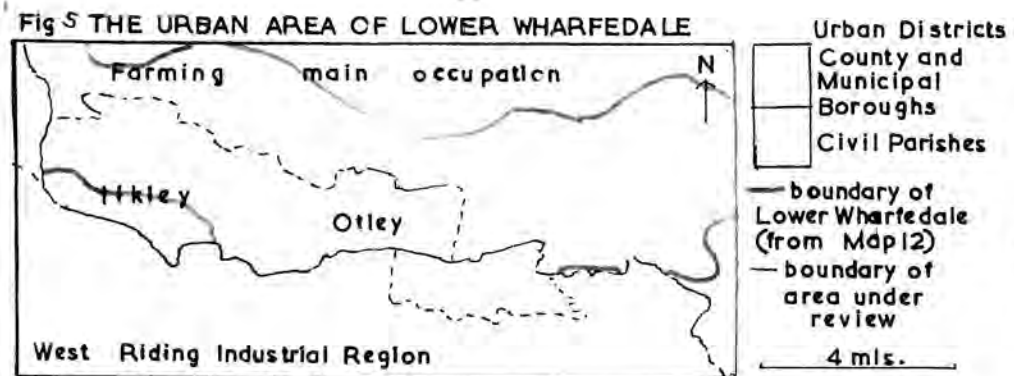 Fig 5 THE URBAN AREA OF LOWER WHARFEDALE
Farming main occupation
N
Ilkley
Otley
West Riding Industrial Region
Urban Districts
County and
Municipal
Boroughs
Civil Parishes
boundary of
Lower Wharfedale
(from Map 12)
boundary of
area under
review
4 mls.